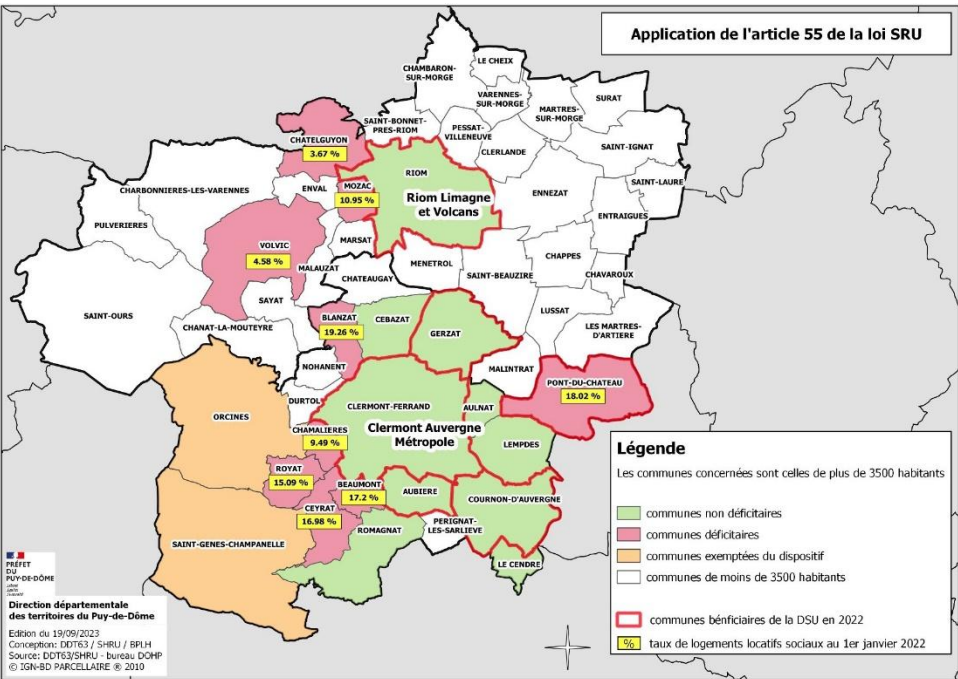 Application de l'article 55 de la loi SRU
LE CHEIX
CHAMBARON-
SUR-MORGE
VARENNES-
SUR-MORGE
SURAT
MARTRES-
SUR-MORGE
SAINT-BONNET-
PRES-RIOM
PESSAT-
VILLENEUVE
CHATELGUYON
3.67 %
CLERLANDE
SAINT-IGNAT
RIOM
SAINT-LAURE
CHARBONNIERES-LES-VARENNES
ENVAL
MOZAC
10.95 %
ENNEZAT
Riom Limagne
et Volcans
ENTRAIGUES
PULVERIERES
VOLVIC
4.58 %
MARSAT
CHAPPES
MALAUZAT
MENETROL
CHATEAUGAY
SAINT-BEAUZIRE
CHAVAROUX
SAYAT
SAINT-OURS
BLANZAT
19.26 %
CEBAZAT
LUSSAT
CHANAT-LA-MOUTEYRE
GERZAT
LES MARTRES-
D'ARTIERE
NOHANENT
MALINTRAT
PONT-DU-CHATEAU
18.02 %
DURTOL
CLERMONT-FERRAND
AULNAT
ORCINES
CHAMALIERES
9.49 %
Clermont Auvergne
Métropole
LEMPDES
ROYAT
15.09 %
BEAUMONT
17.2 %
AUBIERE
COURNON-D'AUVERGNE
CEYRAT
16.98 %
ROMAGNAT
PERIGNAT-
LES-SARLIEVE
SAINT-GENES-CHAMPANELLE
LE CENDRE
Légende
Les communes concernées sont celles de plus de 3500 habitants
communes non déficitaires
communes déficitaires
communes exemptées du dispositif
communes de moins de 3500 habitants
communes bénficiaires de la DSU en 2022
% taux de logements locatifs sociaux au 1er janvier 2022
PRÉFET
DU
PUY-DE-DÔME
Direction départementale
des territoires du Puy-de-Dôme
Edition du 19/09/2023
Conception: DDT63 / SHRU / BPLH
Source: DDT63/SHRU - bureau DOHP
© IGN-BD PARCELLAIRE ® 2010